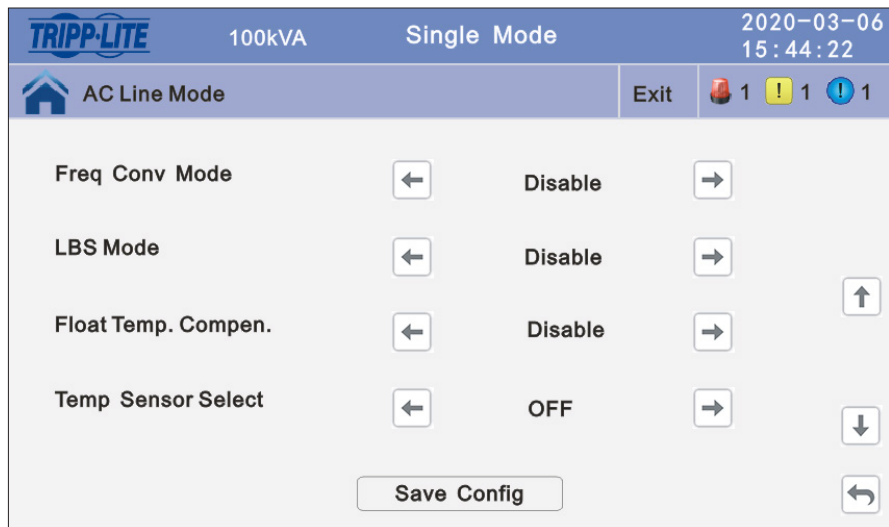 TRIPP·LITE 100kVA Single Mode 2020-03-06
15:44:22
AC Line Mode Exit 1 ! 1 ! 1
Freq Conv Mode Disable
LBS Mode Disable
Float Temp. Compen. Disable
Temp Sensor Select OFF
Save Config